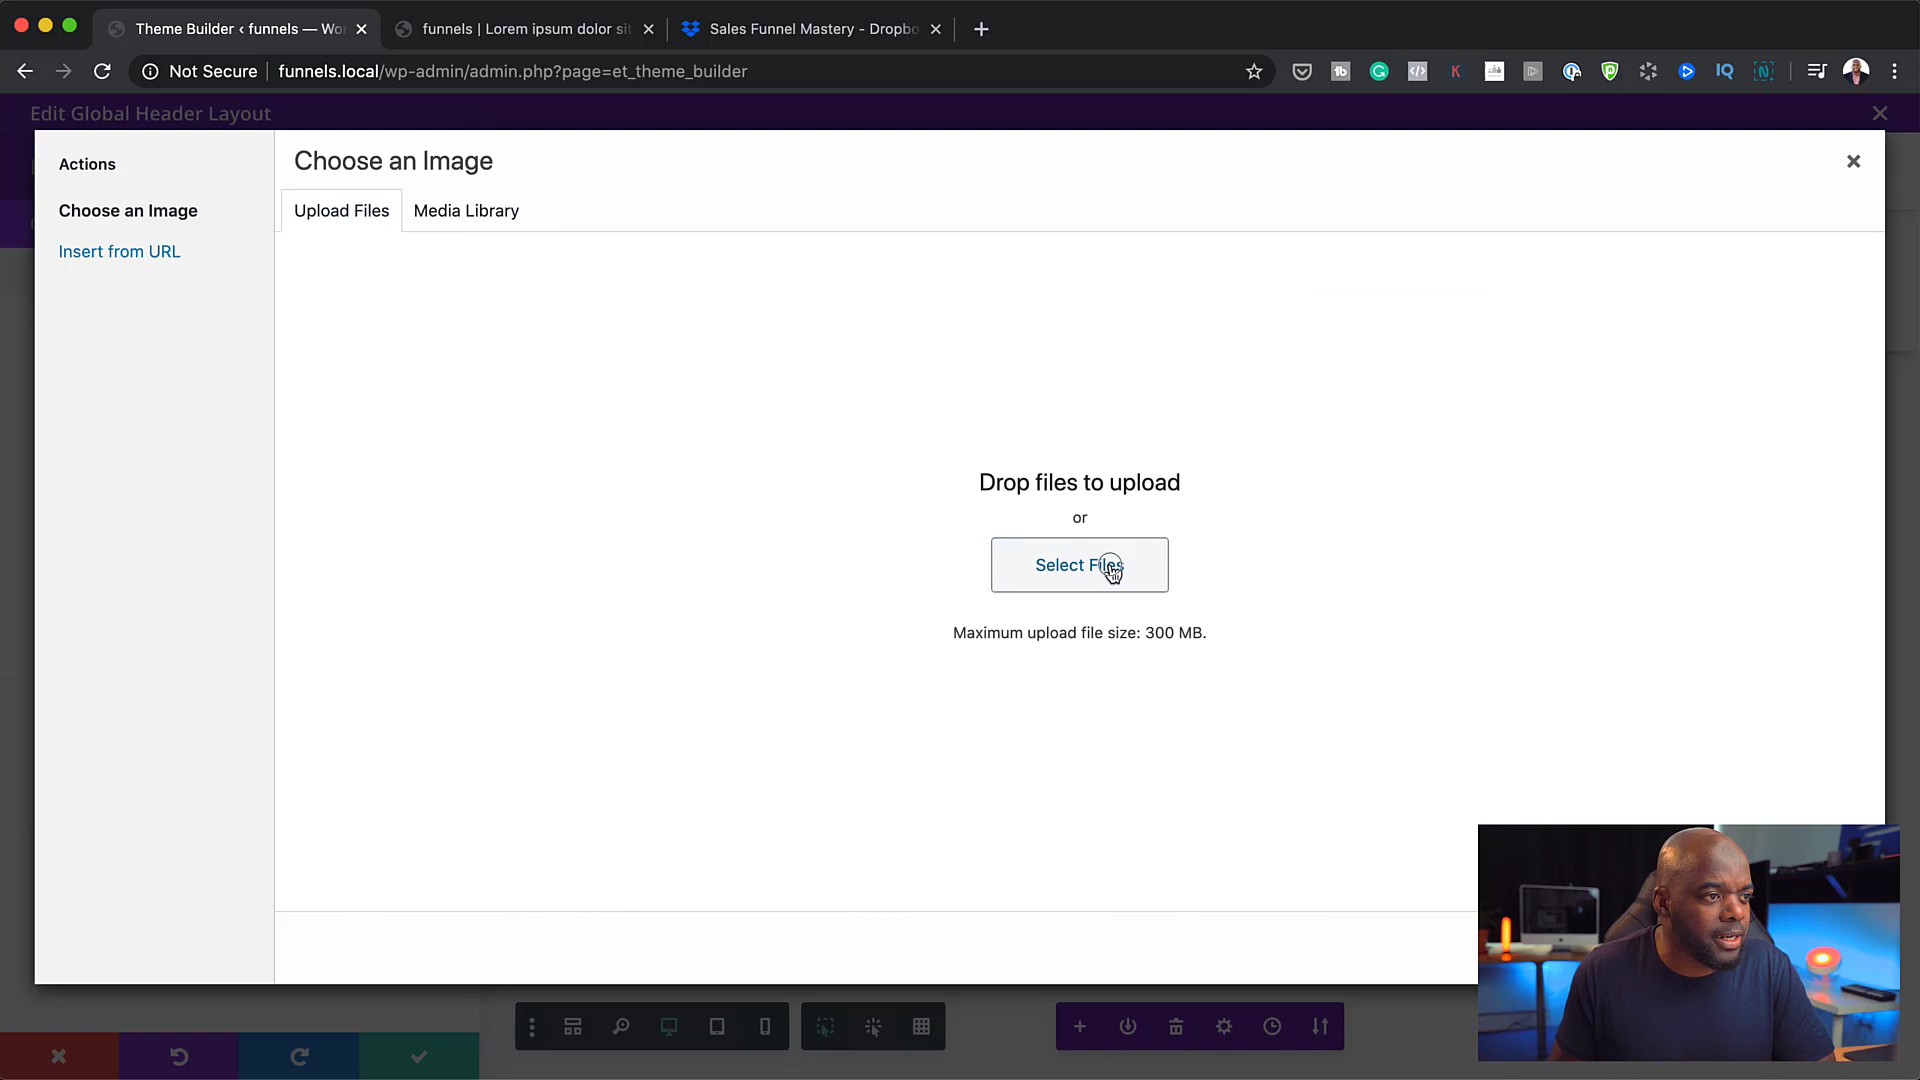 Theme Builder ‹ funnels — Wo
funnels | Lorem ipsum dolor sit
Sales Funnel Mastery - Dropbo
Not Secure
funnels.local/wp-admin/admin.php?page=et_theme_builder
Edit Global Header Layout
Actions
Choose an Image
Insert from URL
Choose an Image
Upload Files
Media Library
Drop files to upload
or
Select Files
Maximum upload file size: 300 MB.